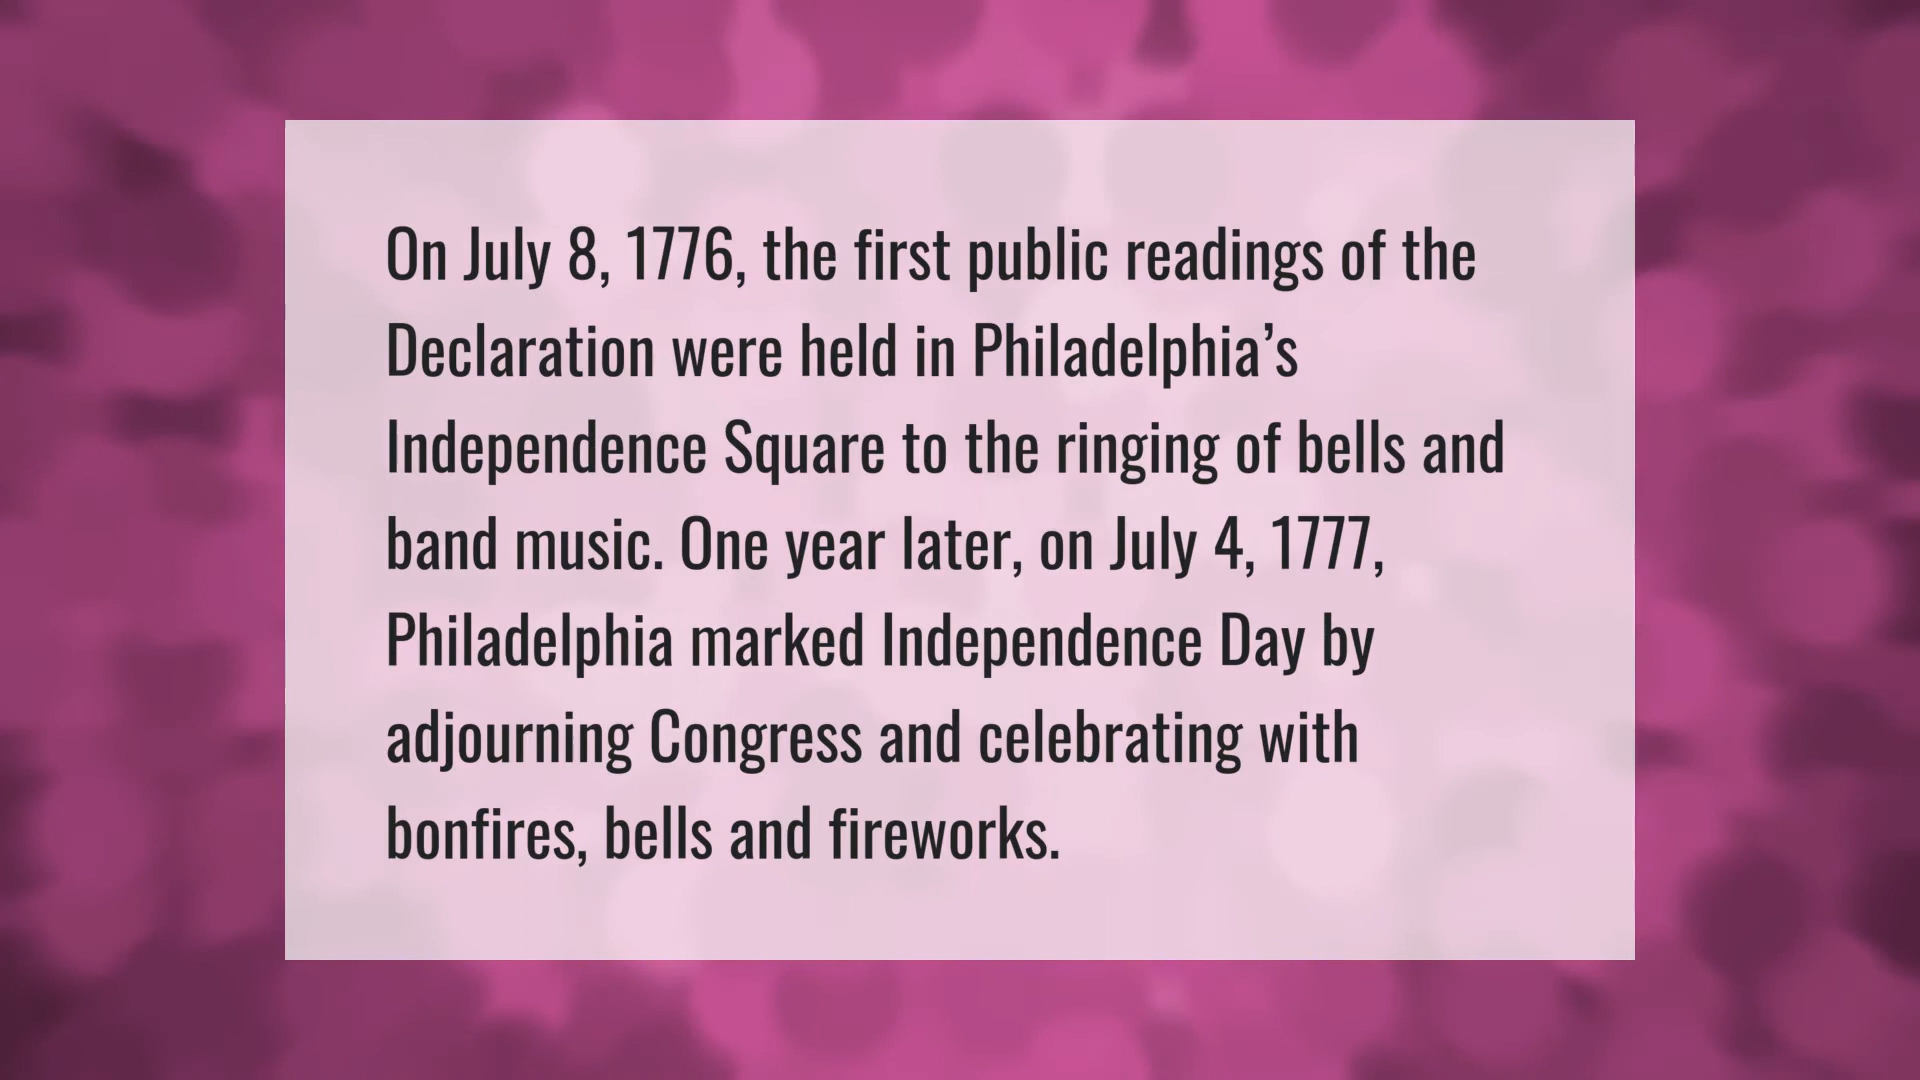 On July 8, 1776, the first public readings of the
Declaration were held in Philadelphia’s
Independence Square to the ringing of bells and
band music. One year later, on July 4, 1777,
Philadelphia marked Independence Day by
adjourning Congress and celebrating with
bonfires, bells and fireworks.